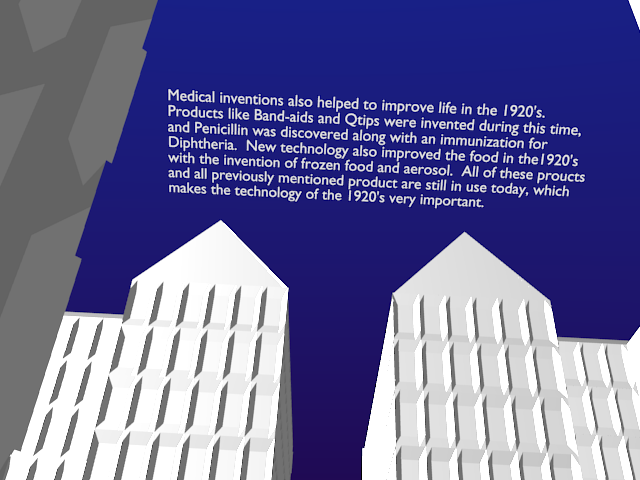 Medical inventions also helped to improve life in the 1920's.
Products like Band-aids and Qtips were invented during this time,
and Penicillin was discovered along with an immunization for
Diphtheria.  New technology also improved the food in the1920's
with the invention of frozen food and aerosol.  All of these proucts
and all previously mentioned product are still in use today, which
makes the technology of the 1920's very important.